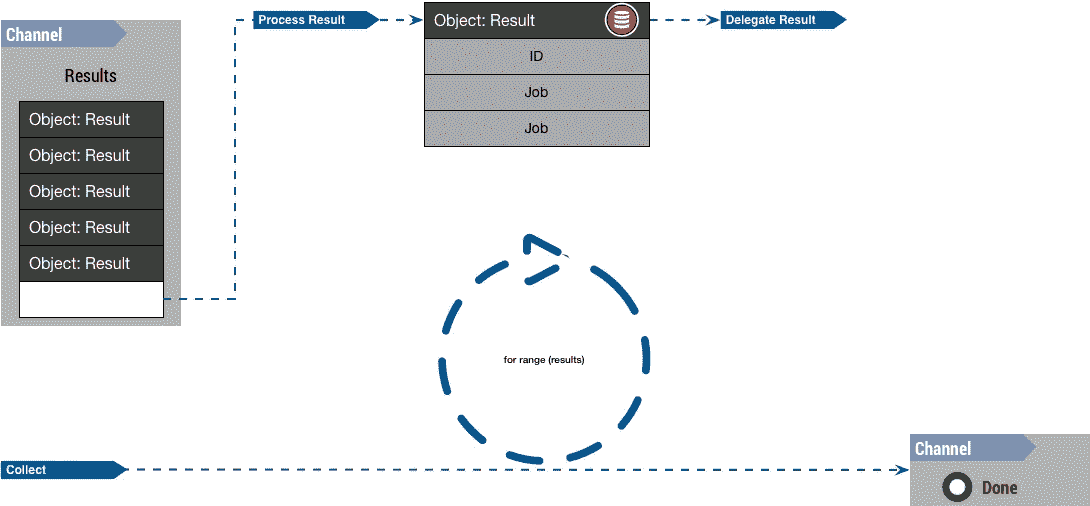 Channel
Results
Object: Result
Object: Result
Object: Result
Object: Result
Object: Result
Process Result
Object: Result
ID
Job
Job
Delegate Result
for range (results)
Collect
Channel
Done